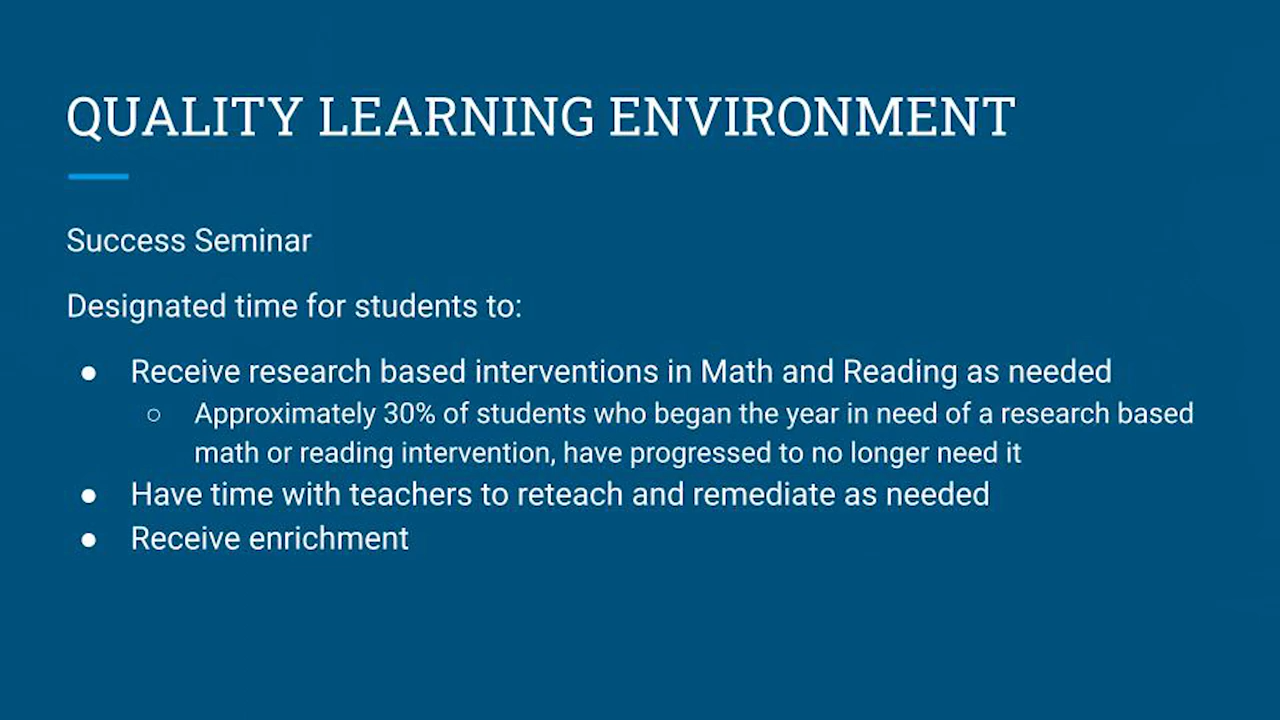 QUALITY LEARNING ENVIRONMENT
Success Seminar
Designated time for students to:
● Receive research based interventions in Math and Reading as needed
○ Approximately 30% of students who began the year in need of a research based
math or reading intervention, have progressed to no longer need it
● Have time with teachers to reteach and remediate as needed
● Receive enrichment